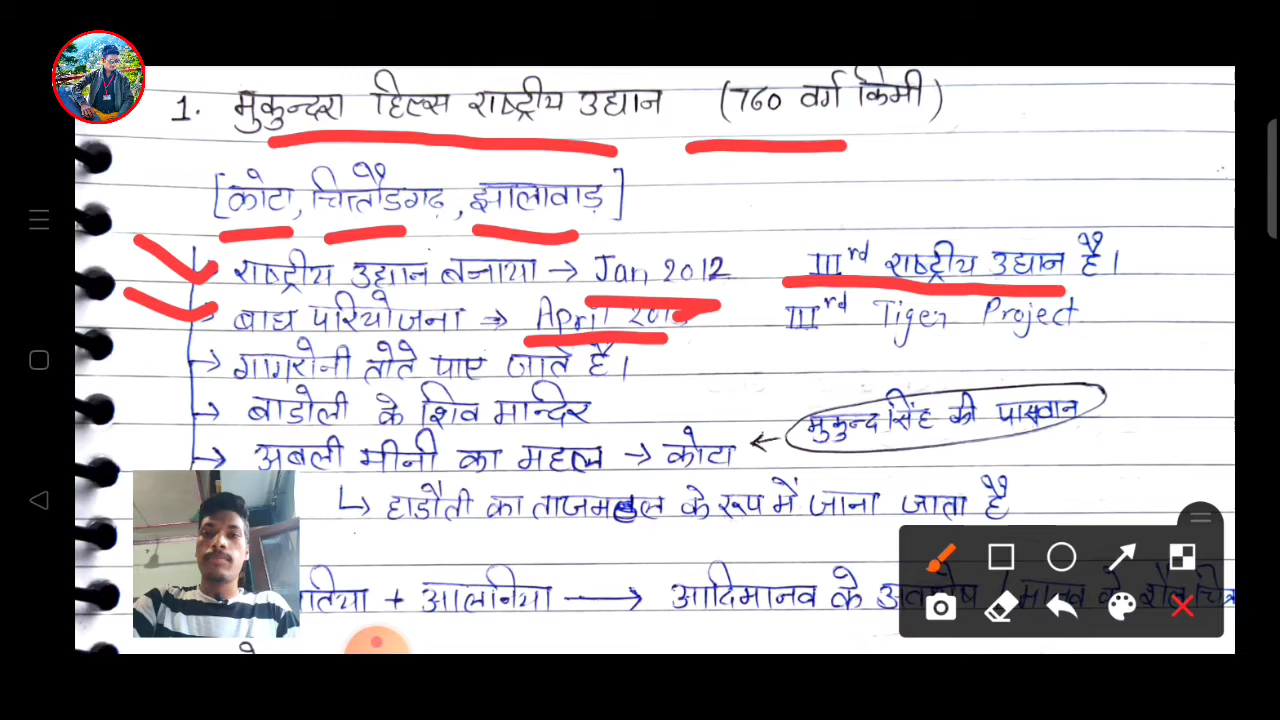 1. मुकुन्दरा हिल्स राष्ट्रीय उद्यान (760 वर्ग किमी)
[कोटा, चित्तौडगढ़, झालावाड़]
राष्ट्रीय उद्यान बनाया → Jan 2012 IIIrd राष्ट्रीय उद्यान है।
बाघ परियोजना → April IIIrd Tiger Project
→ गागरोनी तोते पाए जाते है।
→ बाडोली के शिव मन्दिर
→ अबली मीनी का महल → कोटा ← मुकुन्दसिंह की पासवान
↳ हाडौती का ताजमहल के रूप में जाना जाता है
+ आलनिया → आदिमानव के